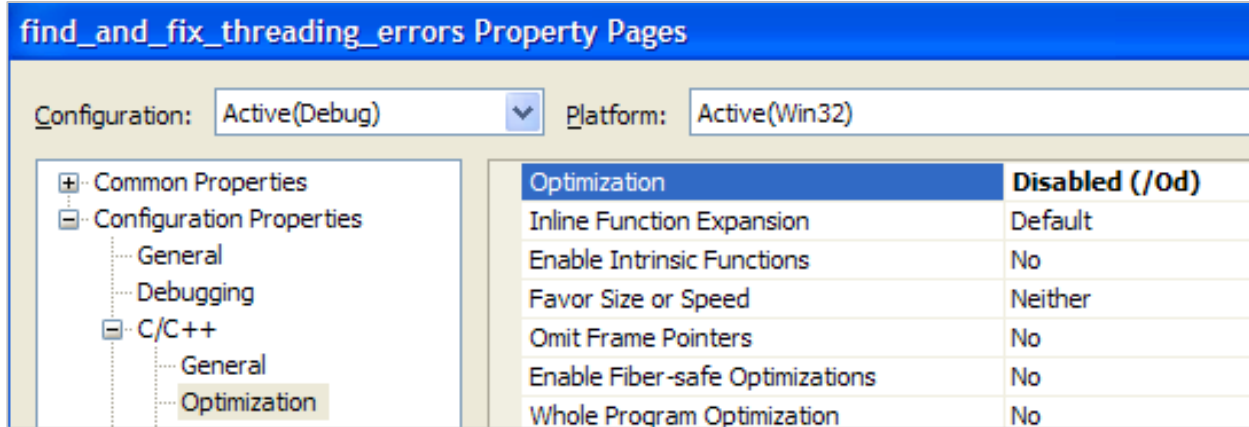 find_and_fix_threading_errors Property Pages
Configuration: Active(Debug) Platform: Active(Win32)
Common Properties
Configuration Properties
General
Debugging
C/C++
General
Optimization
Optimization Disabled (/Od)
Inline Function Expansion Default
Enable Intrinsic Functions No
Favor Size or Speed Neither
Omit Frame Pointers No
Enable Fiber-safe Optimizations No
Whole Program Optimization No